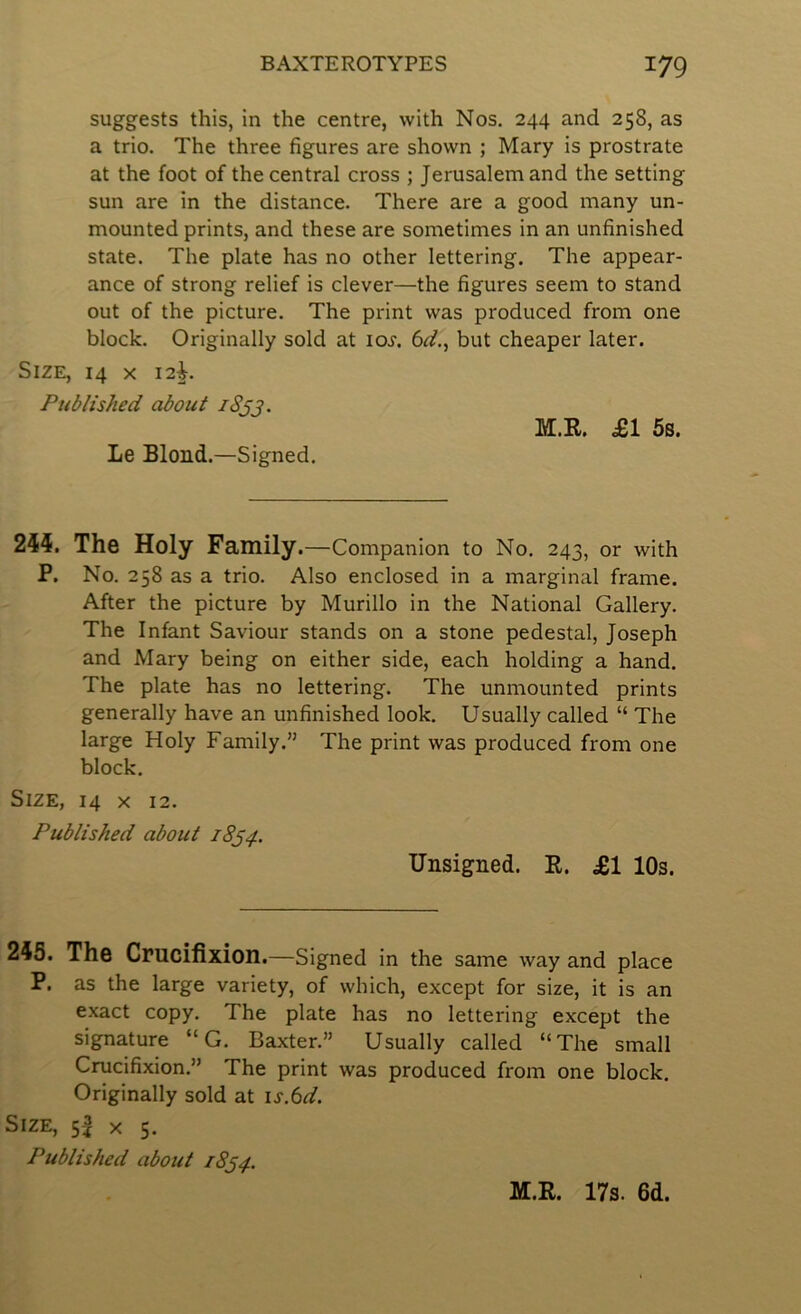 BAXTEROTYPES 179
suggests this, in the centre, with Nos. 244 and 258, as
a trio. The three figures are shown ; Mary is prostrate
at the foot of the central cross ; Jerusalem and the setting
sun are in the distance. There are a good many un-
mounted prints, and these are sometimes in an unfinished
state. The plate has no other lettering. The appear-
ance of strong relief is clever—the figures seem to stand
out of the picture. The print was produced from one
block. Originally sold at 10s. 6d., but cheaper later.
SIZE, 14 x 12½.
Published about 1853.
M.R. £1 5s.
Le Blond.—Signed.
244. The Holy Family.—Companion to No. 243, or with
P. No. 258 as a trio. Also enclosed in a marginal frame.
After the picture by Murillo in the National Gallery.
The Infant Saviour stands on a stone pedestal, Joseph
and Mary being on either side, each holding a hand.
The plate has no lettering. The unmounted prints
generally have an unfinished look. Usually called “ The
large Holy Family.” The print was produced from one
block.
SIZE, 14 x 12.
Published about 1854.
Unsigned. R. £1 10s.
245. The Crucifixion.—Signed in the same way and place
P. as the large variety, of which, except for size, it is an
exact copy. The plate has no lettering except the
signature “ G. Baxter.” Usually called “The small
Crucifixion.” The print was produced from one block.
Originally sold at 1s.6d.
SIZE, 5¾ x 5.
Published about 1854.
M.R. 17s. 6d.